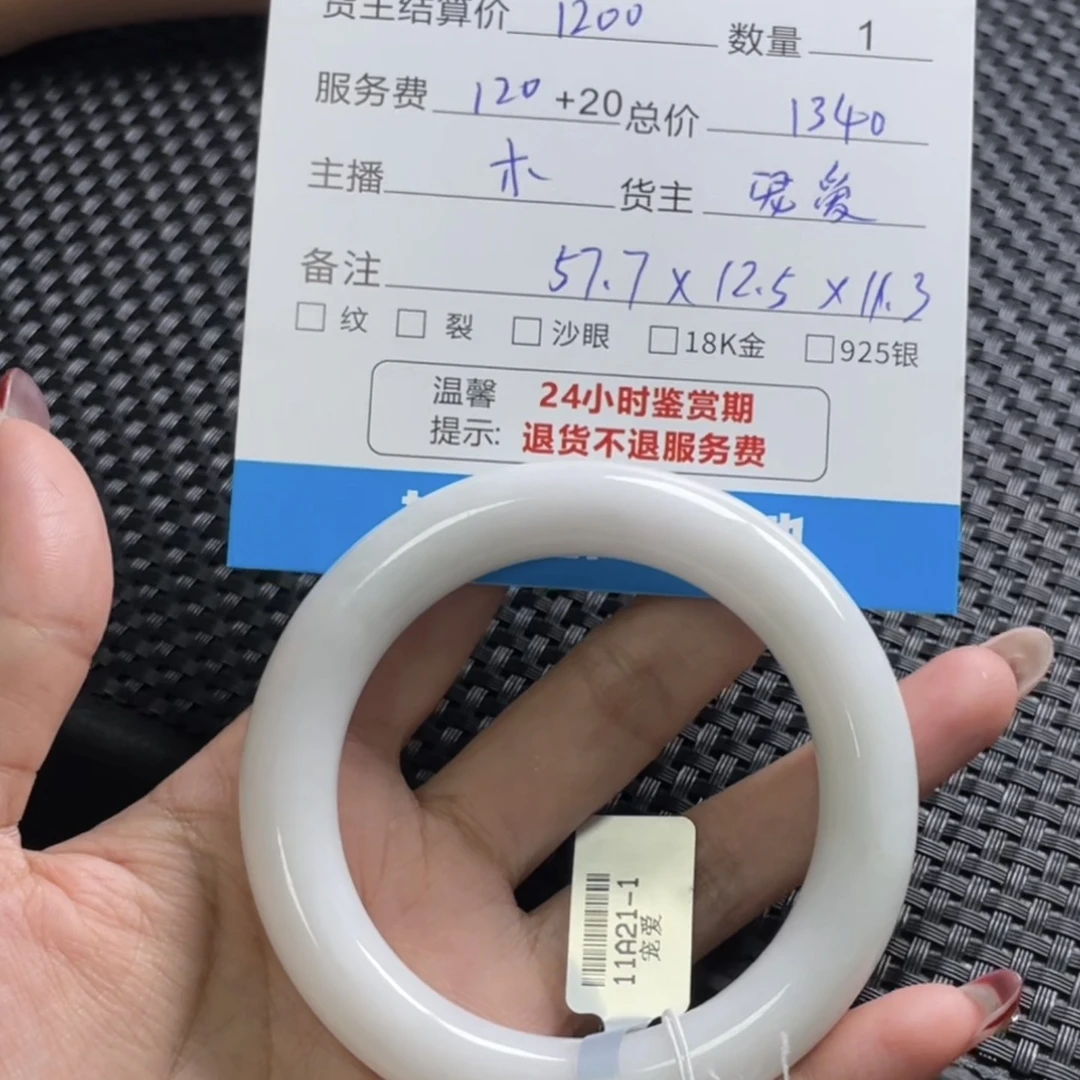 货主结算价 1200 数量 1
服务费 120 +20 总价 1340
主播 木 货主 宠爱
备注 57.7 x 12.5 x 11.3
□ 纹 □ 裂 □ 沙眼 □ 18K金 □ 925银
温馨提示: 24小时鉴赏期
退货不退服务费
11A21-1
宠爱